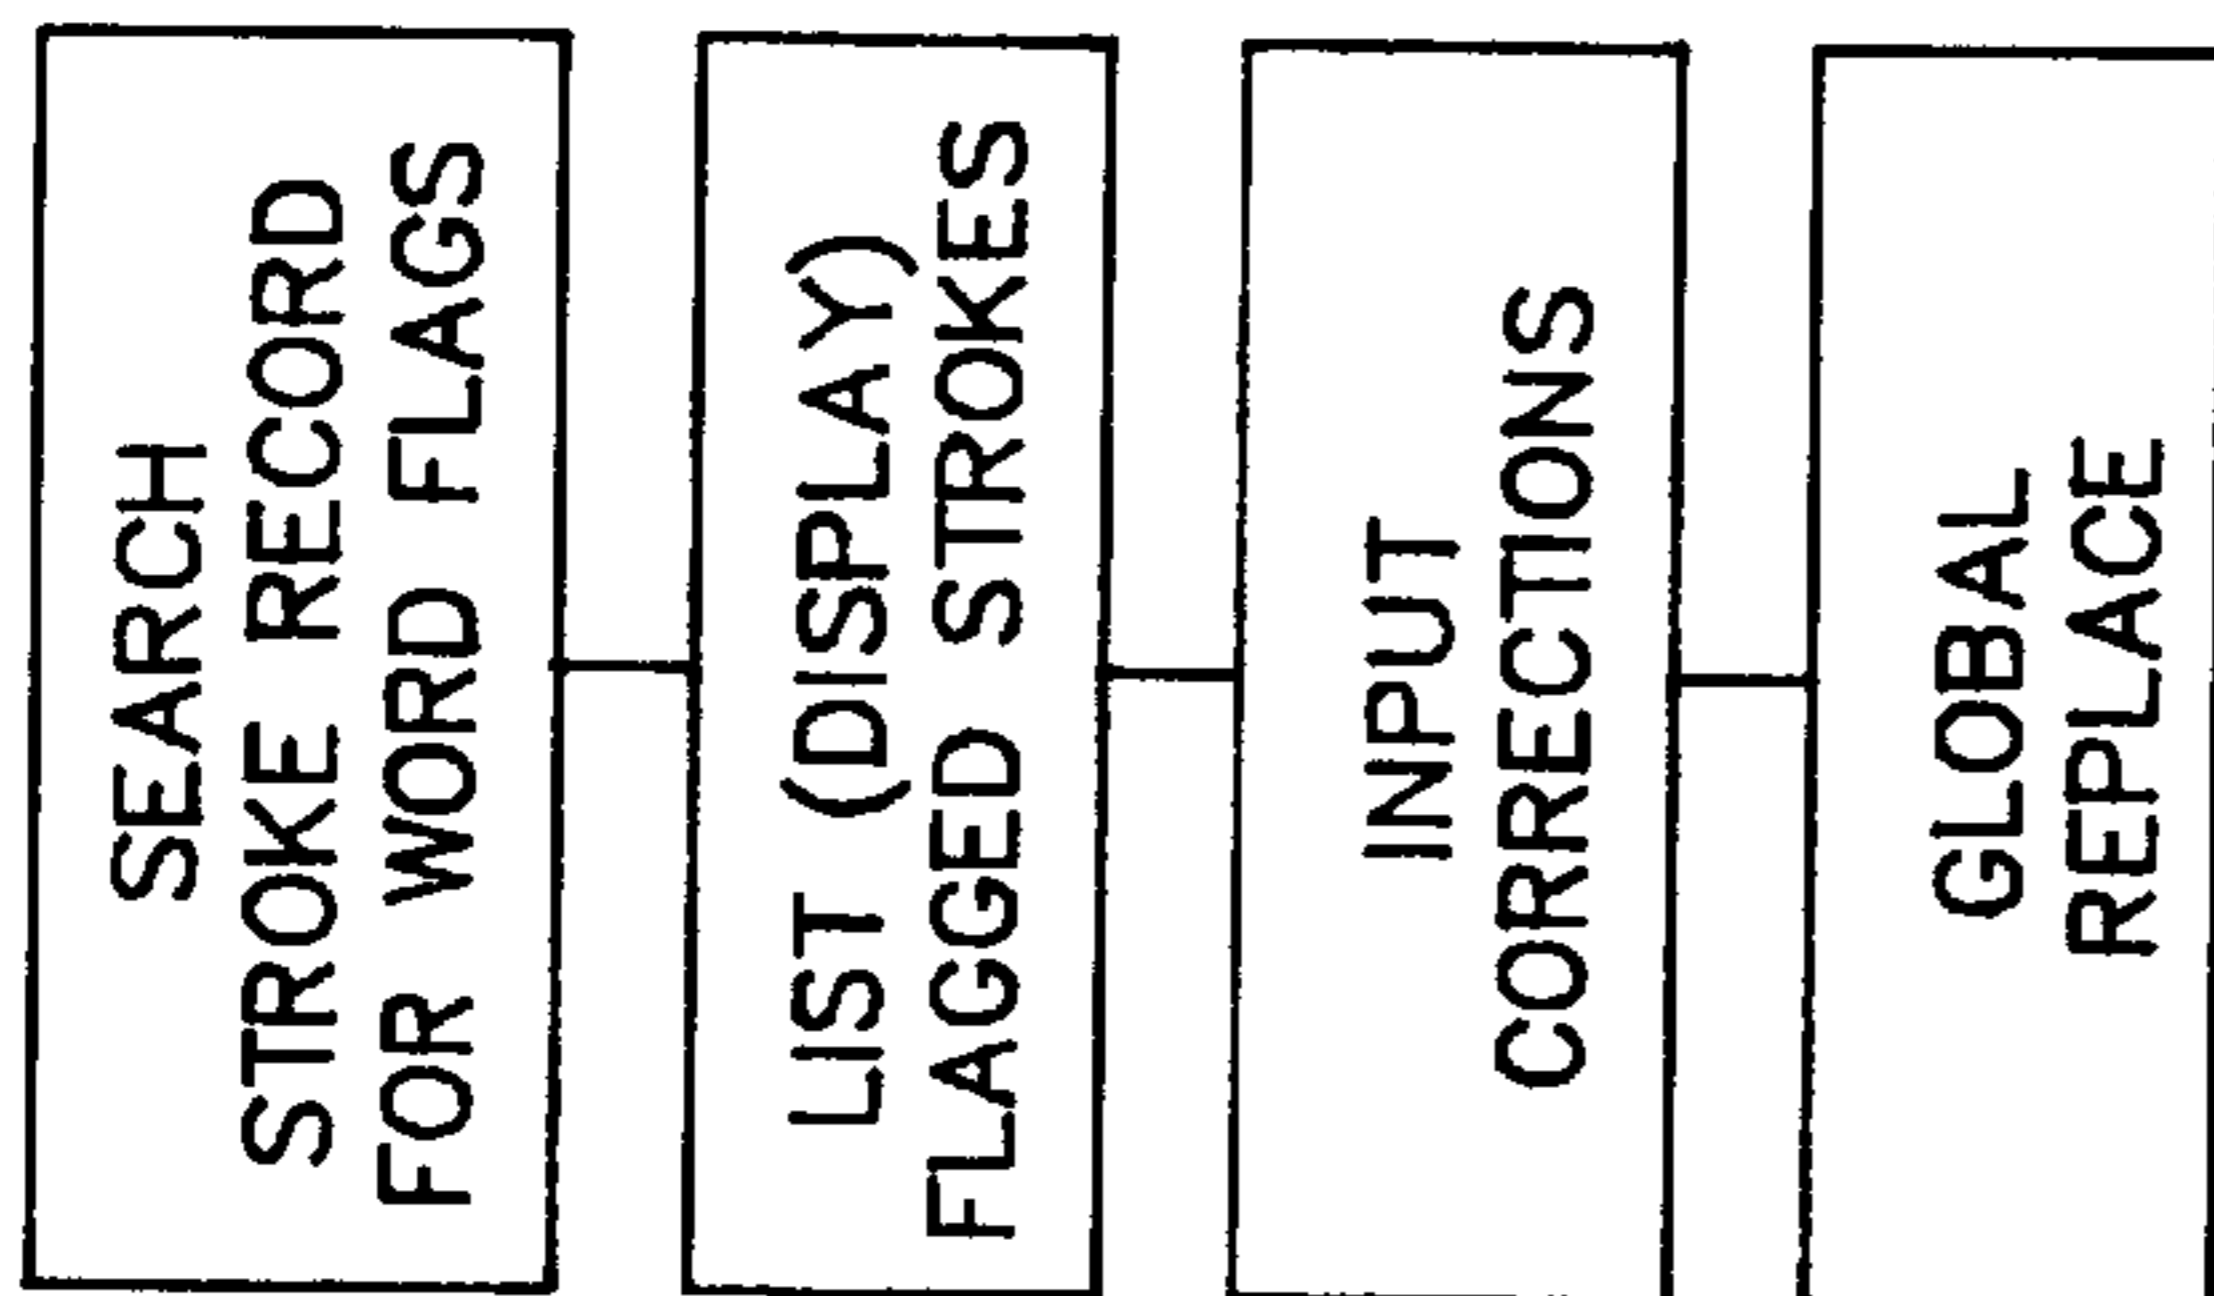 SEARCH
STROKE RECORD
FOR WORD FLAGS
LIST (DISPLAY)
FLAGGED STROKES
INPUT
CORRECTIONS
GLOBAL
REPLACE